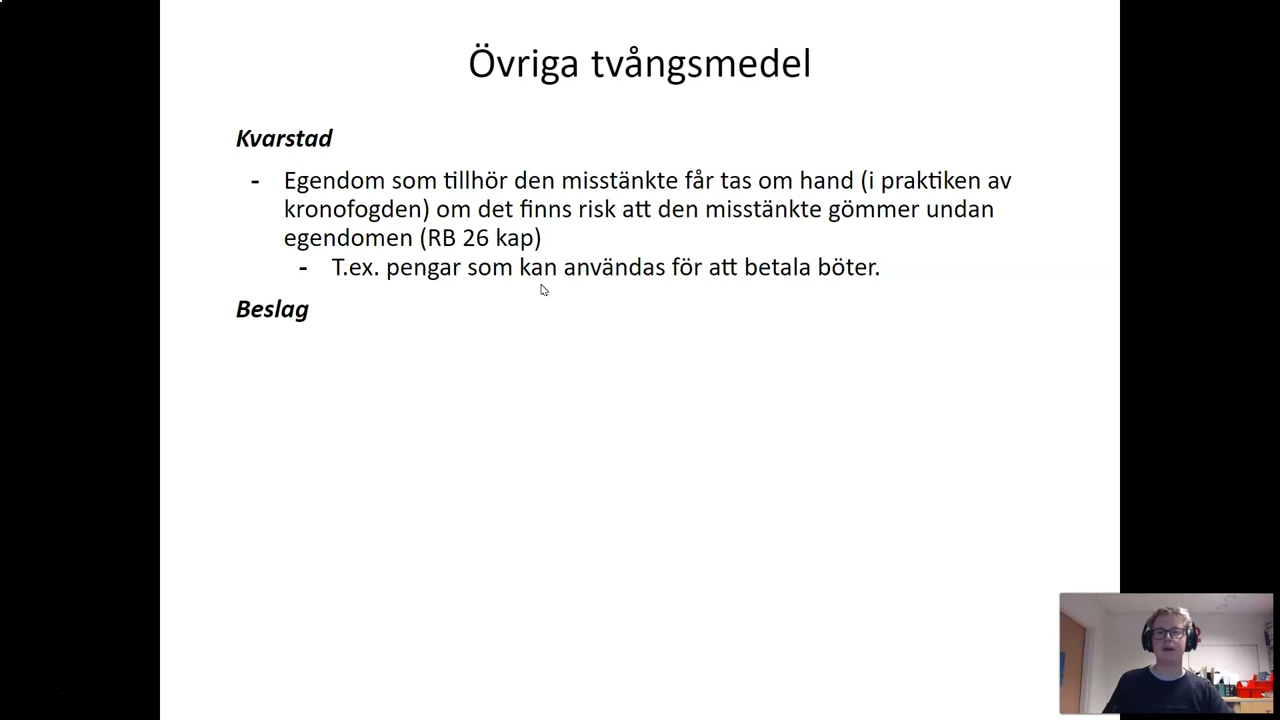 Övriga tvångsmedel
Kvarstad
- Egendom som tillhör den misstänkte får tas om hand (i praktiken av
kronofogden) om det finns risk att den misstänkte gömmer undan
egendomen (RB 26 kap)
- T.ex. pengar som kan användas för att betala böter.
Beslag